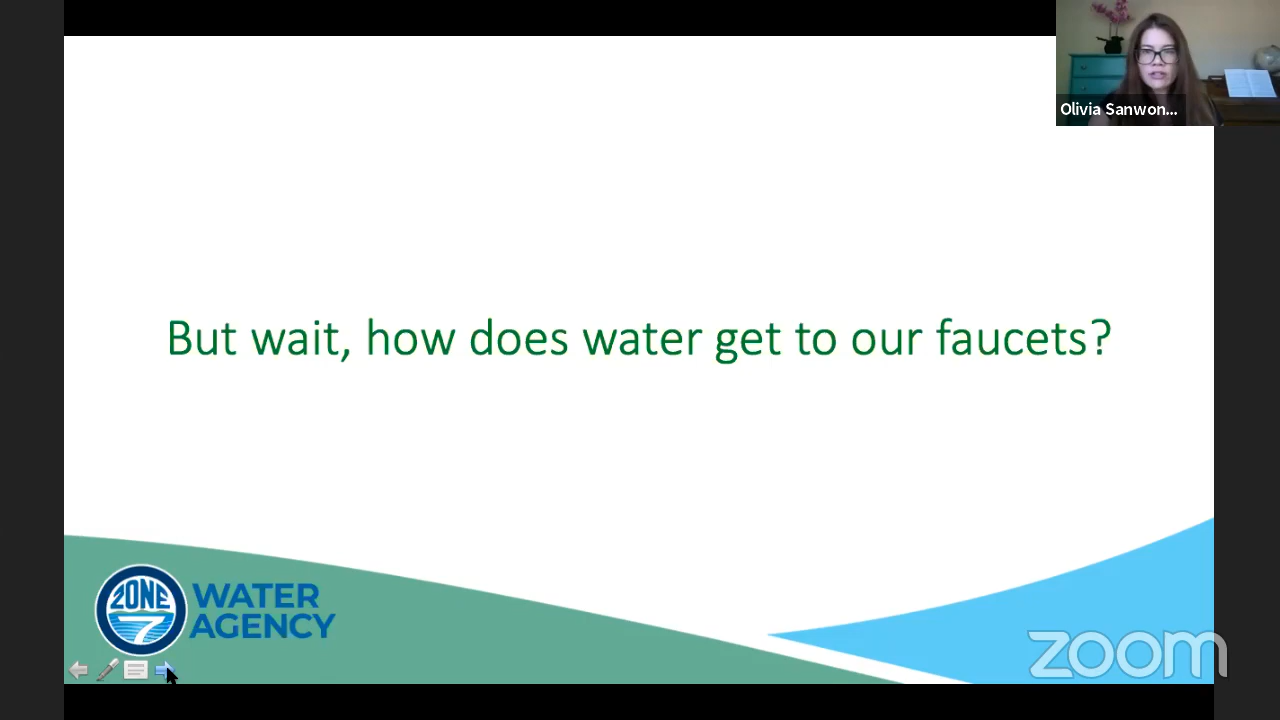 Olivia Sanwon...
But wait, how does water get to our faucets?
ZONE
7
WATER
AGENCY
zoom